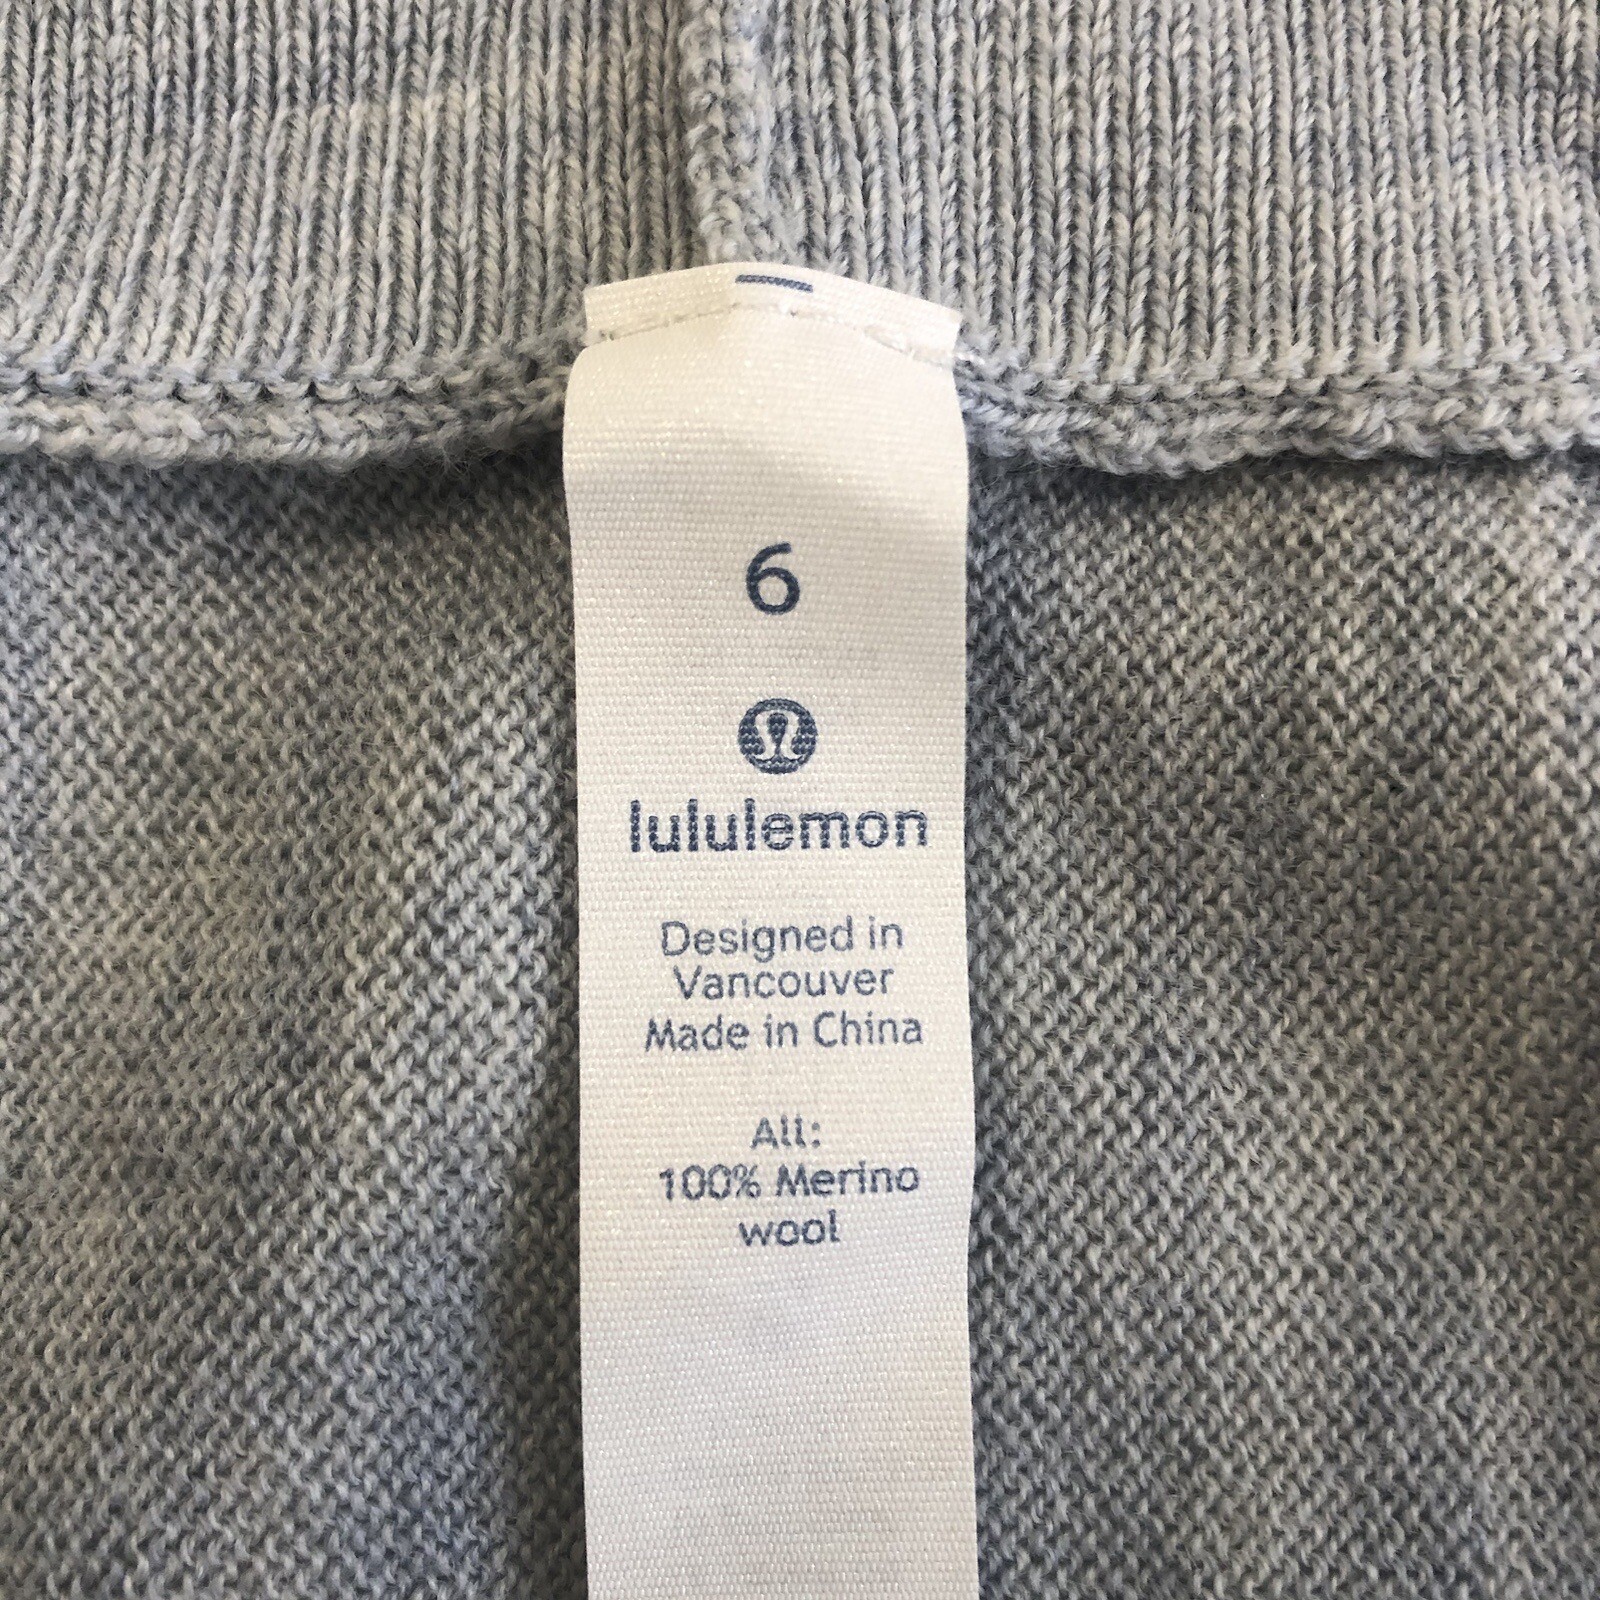 6
lululemon
Designed in
Vancouver
Made in China
All:
100% Merino
wool